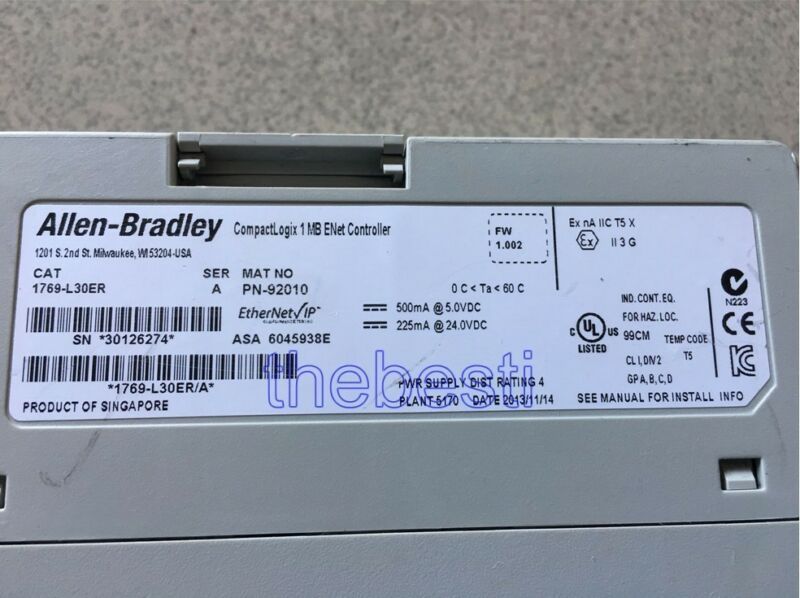 Allen-Bradley CompactLogix 1 MB ENet Controller
1201 S. 2nd St. Milwaukee, WI 53204-USA
CAT SER MAT NO
1769-L30ER A PN-92010
EtherNet/IP
SN *30126274* ASA 6045938E
*1769-L30ER/A*
PRODUCT OF SINGAPORE
FW
1.002
0 C < Ta < 60 C
500mA @ 5.0VDC
225mA @ 24.0VDC
PWR SUPPLY DIST RATING 4
PLANT 5170 DATE 2013/11/14
Ex nA IIC T5 X
Ex II 3 G
N223
CE
c UL US
LISTED
IND. CONT. EQ.
FOR HAZ. LOC.
99CM TEMP CODE
CL I, DIV 2 T5
GP A, B, C, D
SEE MANUAL FOR INSTALL INFO
thebesti